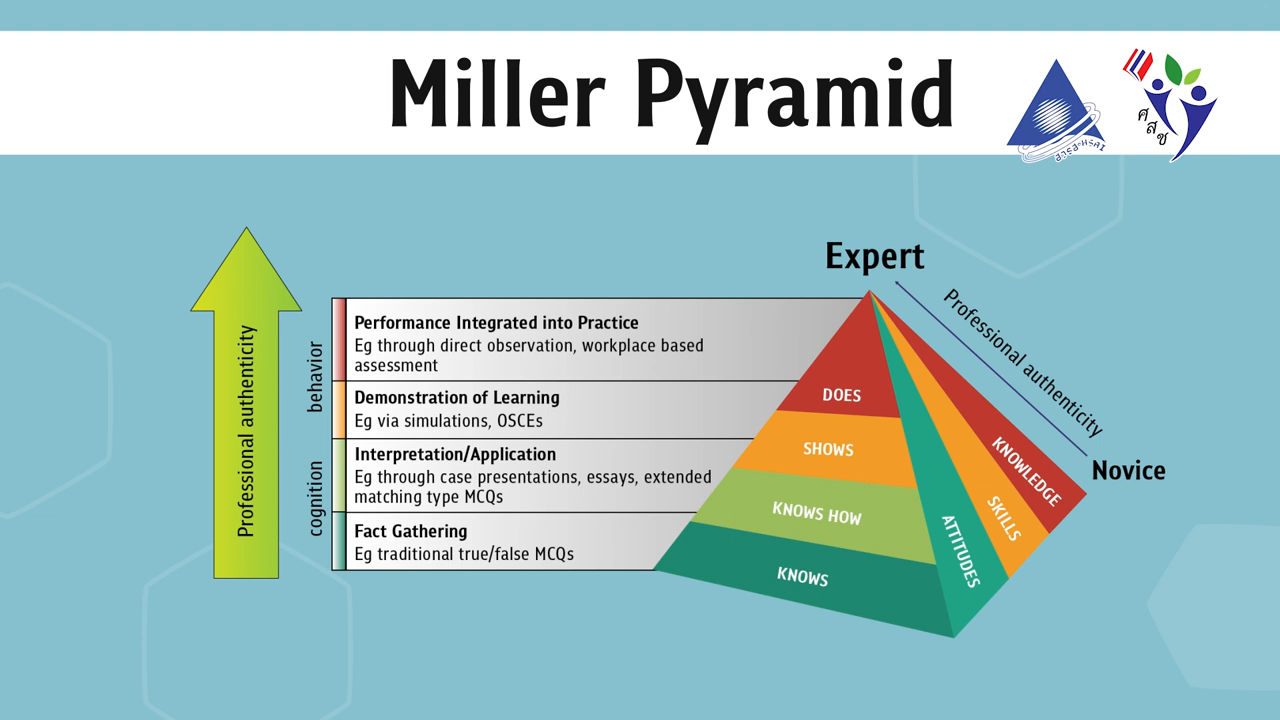 Miller Pyramid
ศ
ส
ช
Expert
Professional authenticity
Novice
Professional authenticity
behavior
cognition
Performance Integrated into Practice
Eg through direct observation, workplace based
assessment
Demonstration of Learning
Eg via simulations, OSCEs
Interpretation/Application
Eg through case presentations, essays, extended
matching type MCQs
Fact Gathering
Eg traditional true/false MCQs
DOES
SHOWS
KNOWS HOW
KNOWS
ATTITUDES
SKILLS
KNOWLEDGE